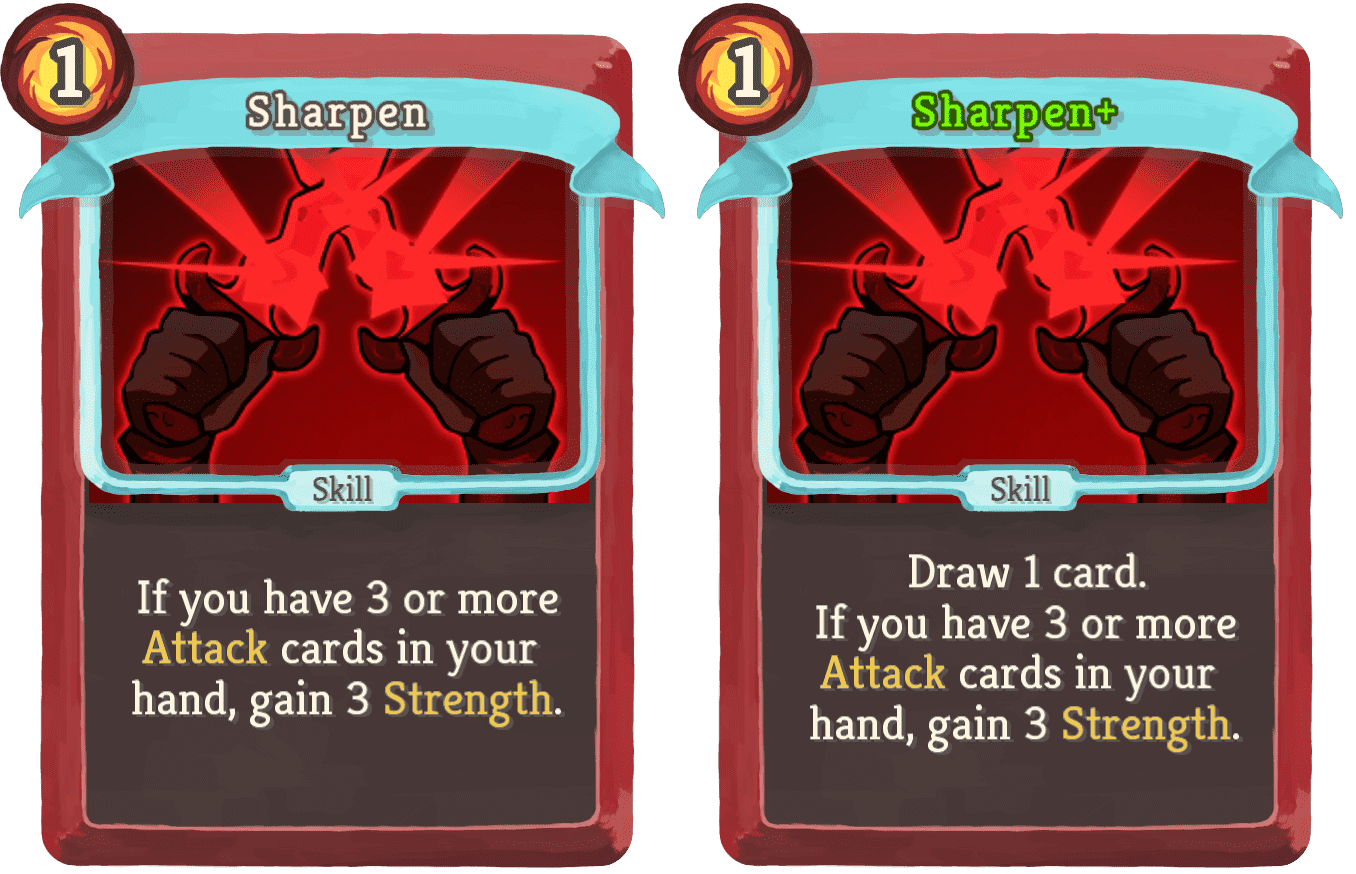 1
Sharpen
Skill
If you have 3 or more
Attack cards in your
hand, gain 3 Strength.
1
Sharpen+
Skill
Draw 1 card.
If you have 3 or more
Attack cards in your
hand, gain 3 Strength.